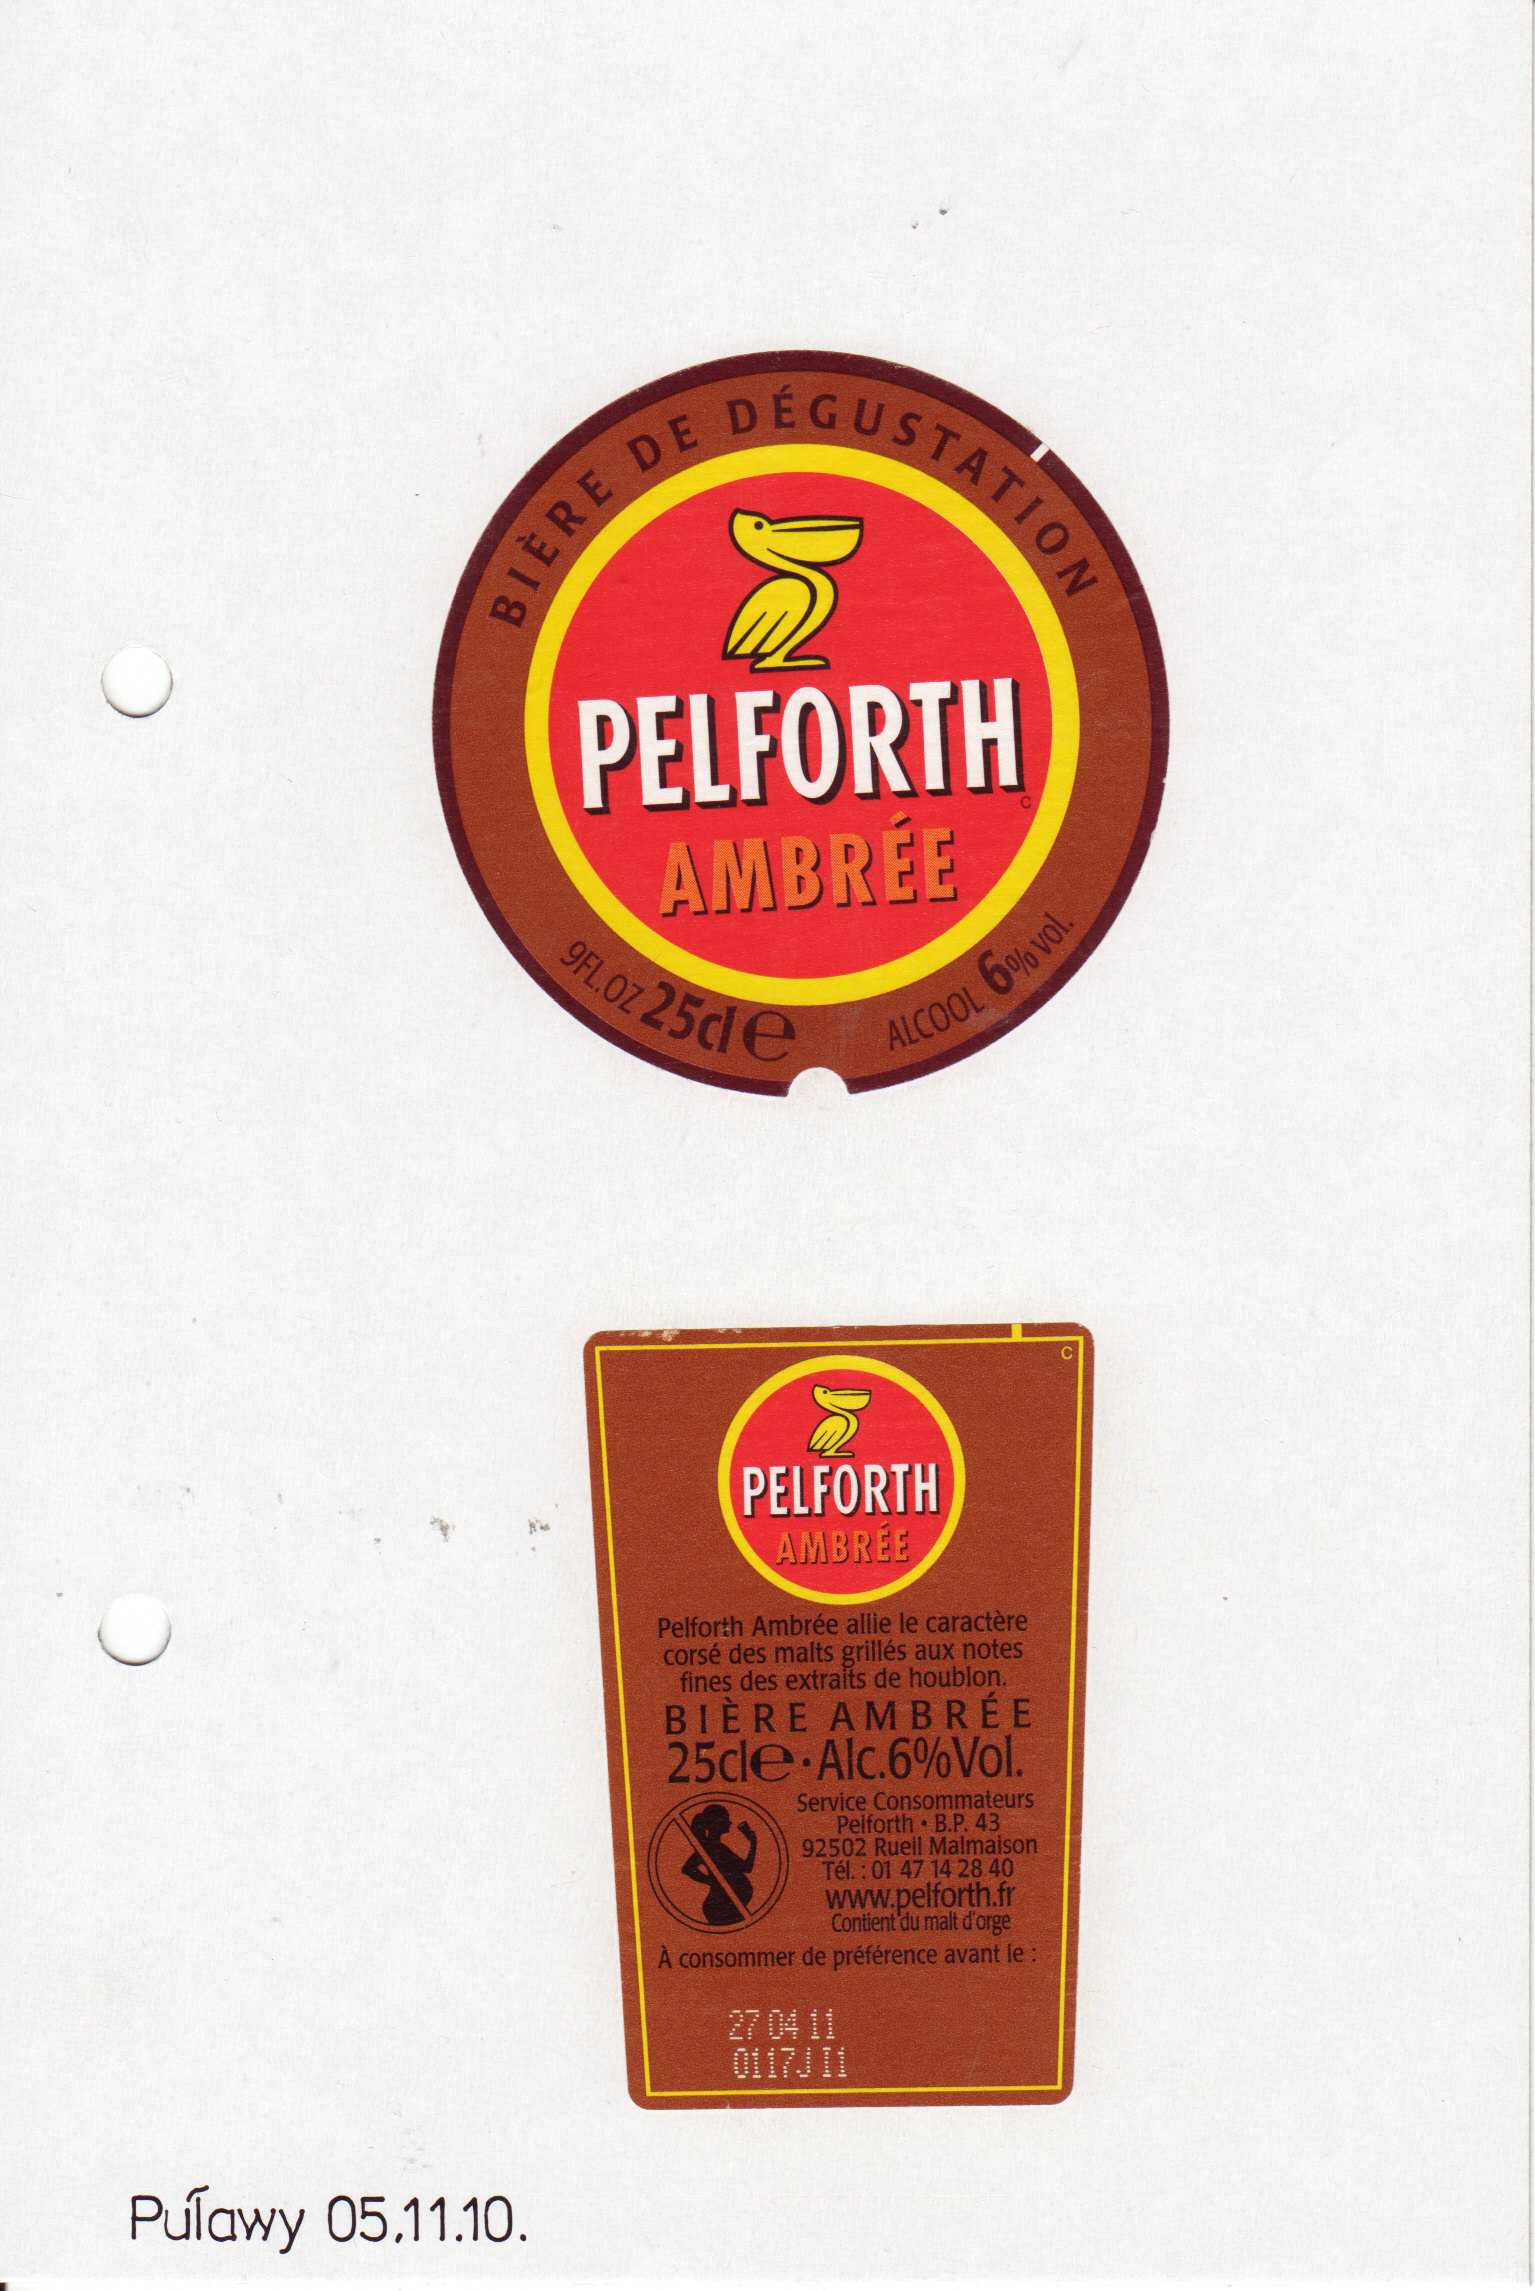 BIÈRE DE DÉGUSTATION
PELFORTH
C
AMBRÉE
9FL.OZ 25cl e
ALCOOL 6% vol.
C
PELFORTH
AMBRÉE
Pelforth Ambrée allie le caractère
corsé des malts grillés aux notes
fines des extraits de houblon.
BIÈRE AMBRÉE
25cl e · Alc.6%Vol.
Service Consommateurs
Pelforth • B.P. 43
92502 Rueil Malmaison
Tél. : 01 47 14 28 40
www.pelforth.fr
Contient du malt d'orge
À consommer de préférence avant le :
27 04 11
0117J I1
Puławy 05.11.10.